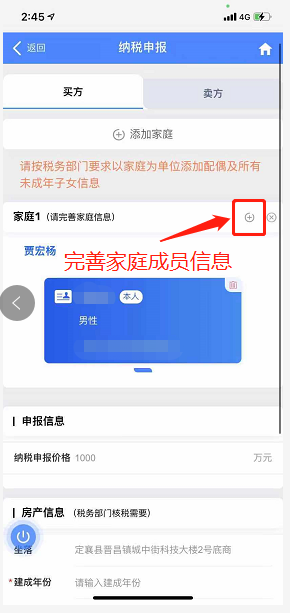 2:45
4G
返回
纳税申报
买方
卖方
添加家庭
请按税务部门要求以家庭为单位添加配偶及所有
未成年子女信息
家庭1（请完善家庭信息）
贾宏杨
完善家庭成员信息
本人
男性
申报信息
纳税申报价格 1000 万元
房产信息（税务部门核税需要）
坐落 定襄县晋昌镇城中街科技大楼2号底商
*建成年份 请输入建成年份